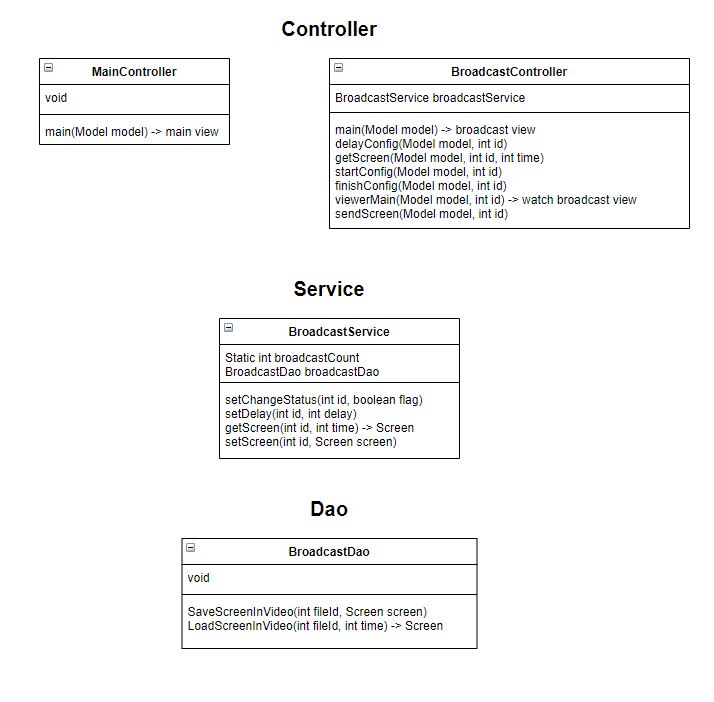 Controller
MainController
void
main(Model model) -> main view
BroadcastController
BroadcastService broadcastService
main(Model model) -> broadcast view
delayConfig(Model model, int id)
getScreen(Model model, int id, int time)
startConfig(Model model, int id)
finishConfig(Model model, int id)
viewerMain(Model model, int id) -> watch broadcast view
sendScreen(Model model, int id)
Service
BroadcastService
Static int broadcastCount
BroadcastDao broadcastDao
setChangeStatus(int id, boolean flag)
setDelay(int id, int delay)
getScreen(int id, int time) -> Screen
setScreen(int id, Screen screen)
Dao
BroadcastDao
void
SaveScreenInVideo(int fileId, Screen screen)
LoadScreenInVideo(int fileId, int time) -> Screen